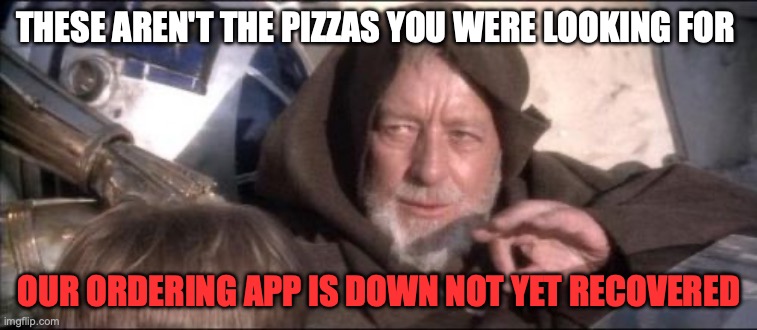 THESE AREN'T THE PIZZAS YOU WERE LOOKING FOR
OUR ORDERING APP IS DOWN NOT YET RECOVERED
imgflip.com